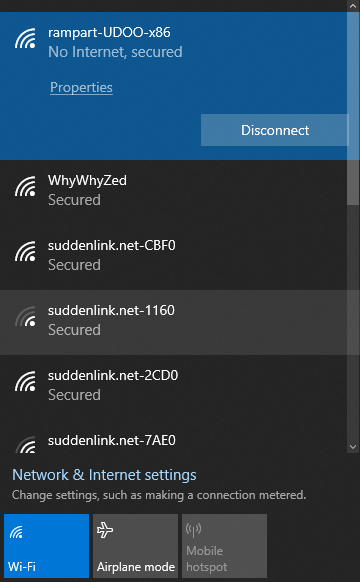 rampart-UDOO-x86
No Internet, secured
Properties
Disconnect
WhyWhyZed
Secured
suddenlink.net-CBF0
Secured
suddenlink.net-1160
Secured
suddenlink.net-2CD0
Secured
suddenlink.net-7AE0
Network & Internet settings
Change settings, such as making a connection metered.
Wi-Fi
Airplane mode
Mobile
hotspot